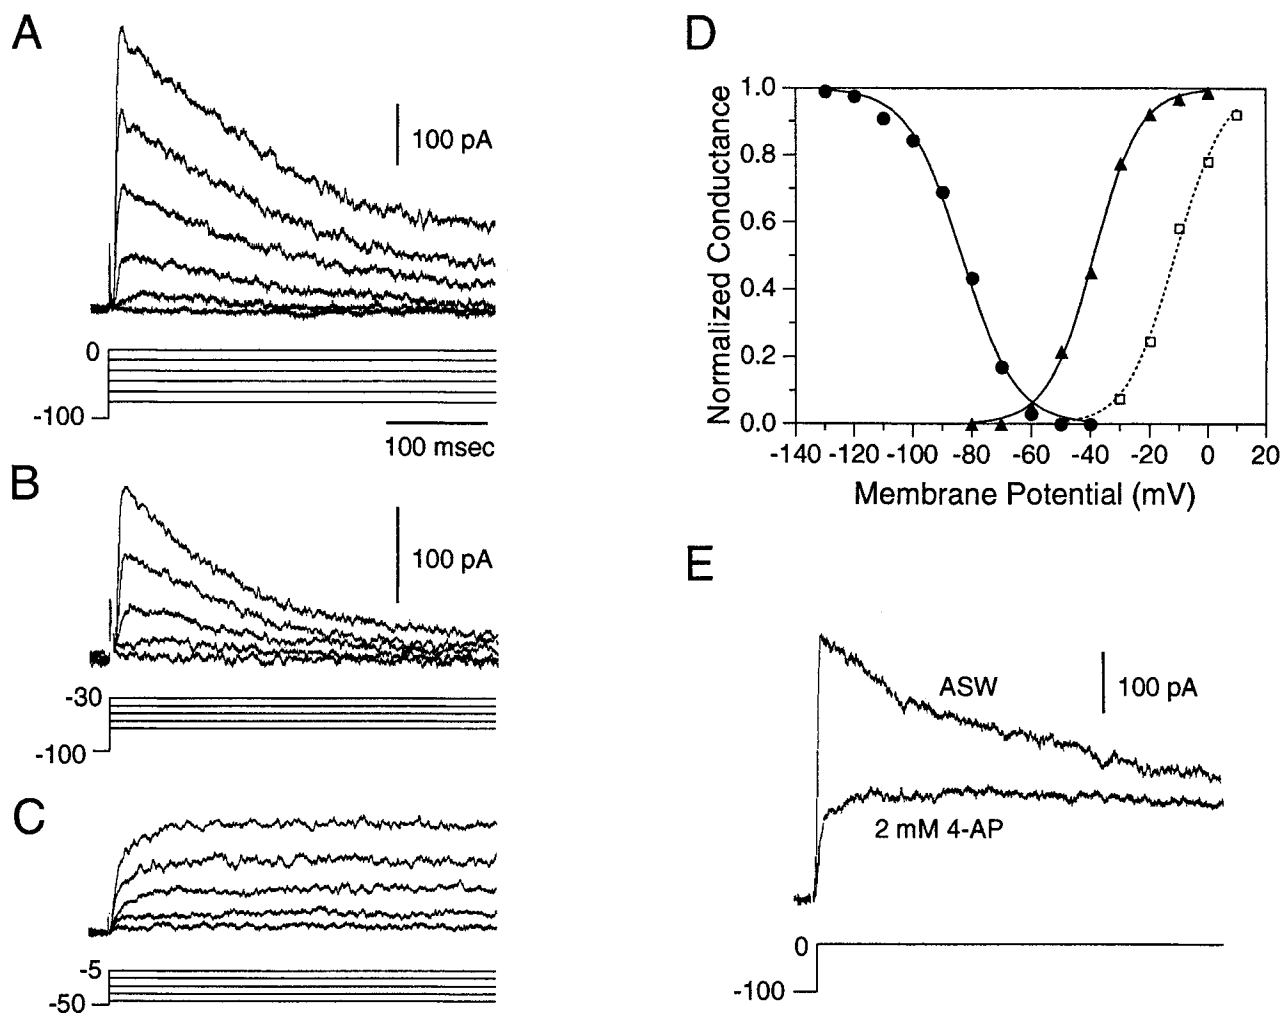 A
100 pA
0
-100
100 msec
B
100 pA
-30
-100
C
-5
-50
D
Normalized Conductance
1.0
0.8
0.6
0.4
0.2
0.0
-140 -120 -100 -80 -60 -40 -20 0 20
Membrane Potential (mV)
E
ASW
100 pA
2 mM 4-AP
0
-100